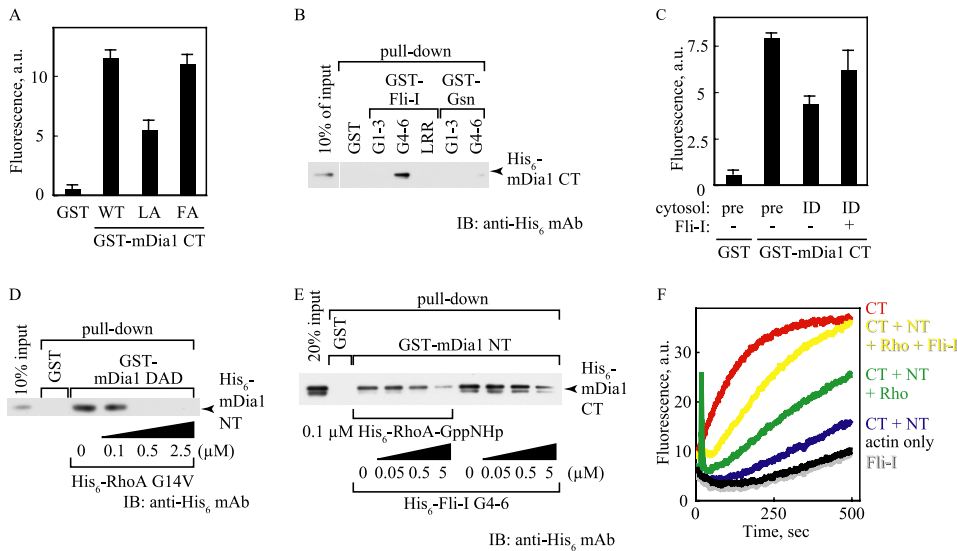 A
Fluorescence, a.u.
10
5
0
GST WT LA FA
GST-mDia1 CT
B
pull-down
GST-
Fli-I
GST-
Gsn
10% of input
GST
G1-3
G4-6
LRR
G1-3
G4-6
His6-
mDia1 CT
IB: anti-His6 mAb
C
Fluorescence, a.u.
7.5
5
2.5
0
cytosol: pre pre ID ID
Fli-I: - - - +
GST GST-mDia1 CT
D
pull-down
10% input
GST
GST-
mDia1 DAD
His6-
mDia1
NT
0 0.1 0.5 2.5 (µM)
His6-RhoA G14V
IB: anti-His6 mAb
E
pull-down
20% input
GST
GST-mDia1 NT
His6-
mDia1
CT
0.1 µM His6-RhoA-GppNHp
0 0.05 0.5 5 0 0.05 0.5 5 (µM)
His6-Fli-I G4-6
IB: anti-His6 mAb
F
Fluorescence, a.u.
30
20
10
0
0 500
Time, sec
CT
CT + NT
+ Rho + Fli-I
CT + NT
+ Rho
CT + NT
actin only
Fli-I